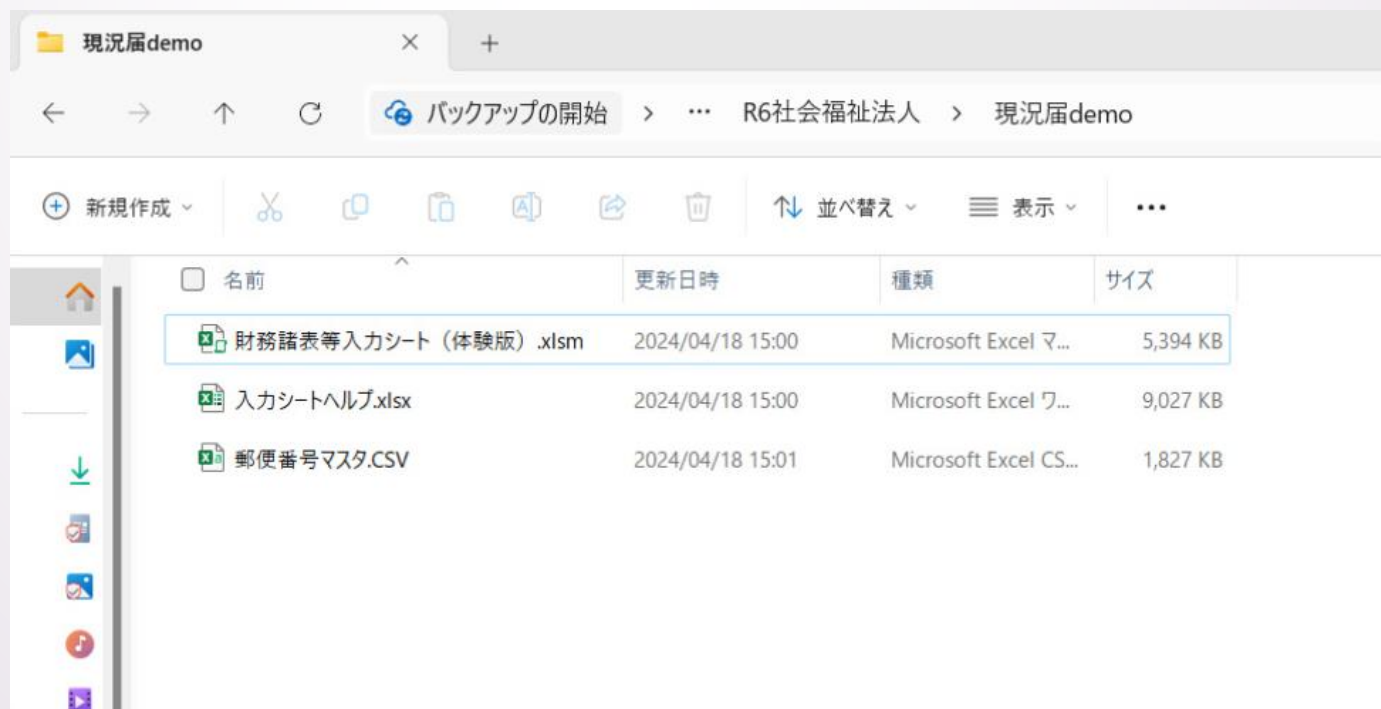 現況届demo
バックアップの開始 > … R6社会福祉法人 > 現況届demo
新規作成 並べ替え 表示 …
名前 更新日時 種類 サイズ
財務諸表等入力シート（体験版）.xlsm 2024/04/18 15:00 Microsoft Excel マ... 5,394 KB
入力シートヘルプ.xlsx 2024/04/18 15:00 Microsoft Excel ワ... 9,027 KB
郵便番号マスタ.CSV 2024/04/18 15:01 Microsoft Excel CS... 1,827 KB